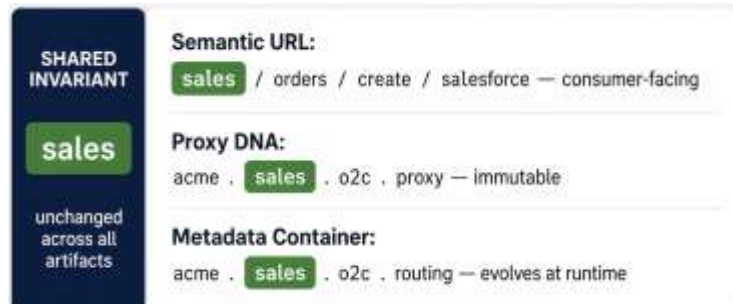 SHARED
INVARIANT
sales
unchanged
across all
artifacts
Semantic URL:
sales / orders / create / salesforce — consumer-facing
Proxy DNA:
acme . sales . o2c . proxy — immutable
Metadata Container:
acme . sales . o2c . routing — evolves at runtime